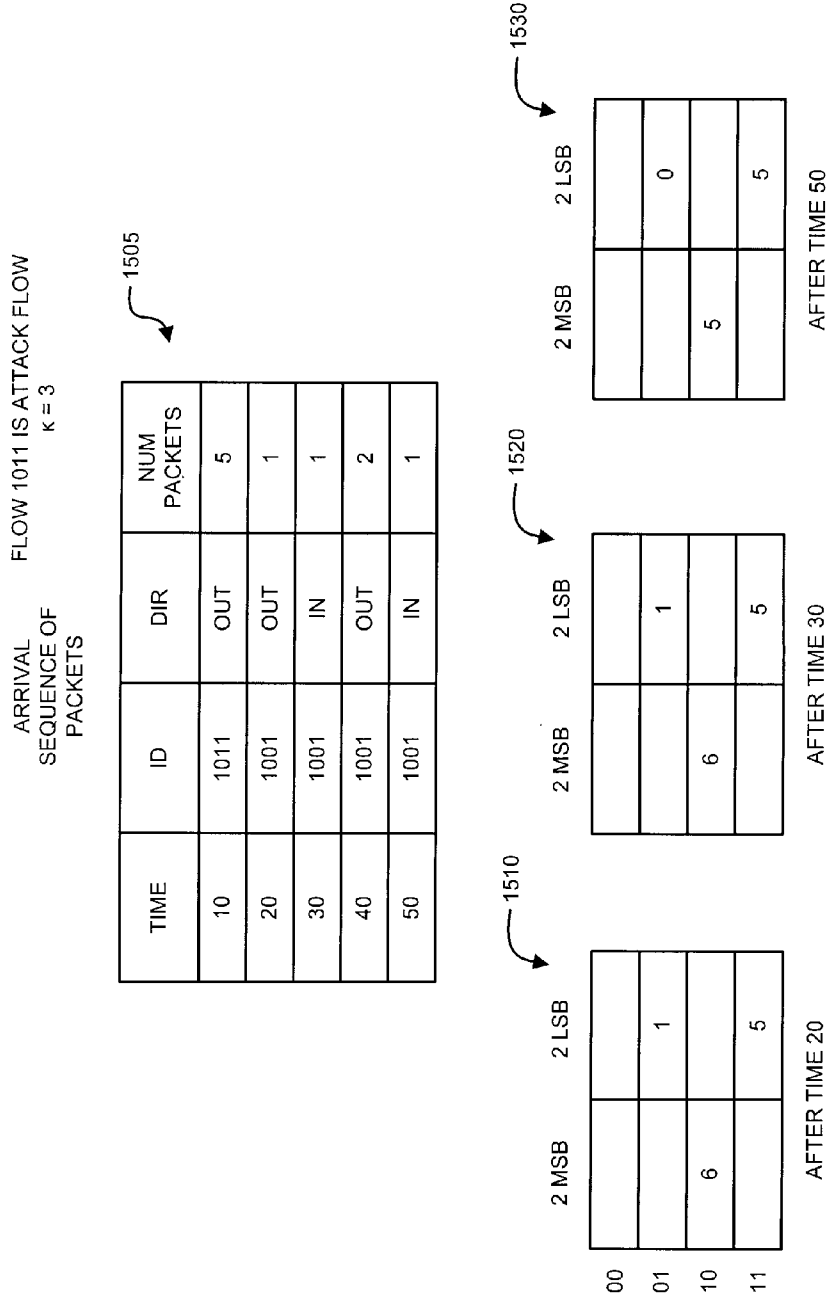 ARRIVAL
SEQUENCE OF
PACKETS
FLOW 1011 IS ATTACK FLOW
κ = 3
1505
TIME ID DIR NUM PACKETS
10 1011 OUT 5
20 1001 OUT 1
30 1001 IN 1
40 1001 OUT 2
50 1001 IN 1
1510
2 MSB 2 LSB
00
01 1
10 6
11 5
AFTER TIME 20
1520
2 MSB 2 LSB
1
6
5
AFTER TIME 30
1530
2 MSB 2 LSB
0
5
5
AFTER TIME 50